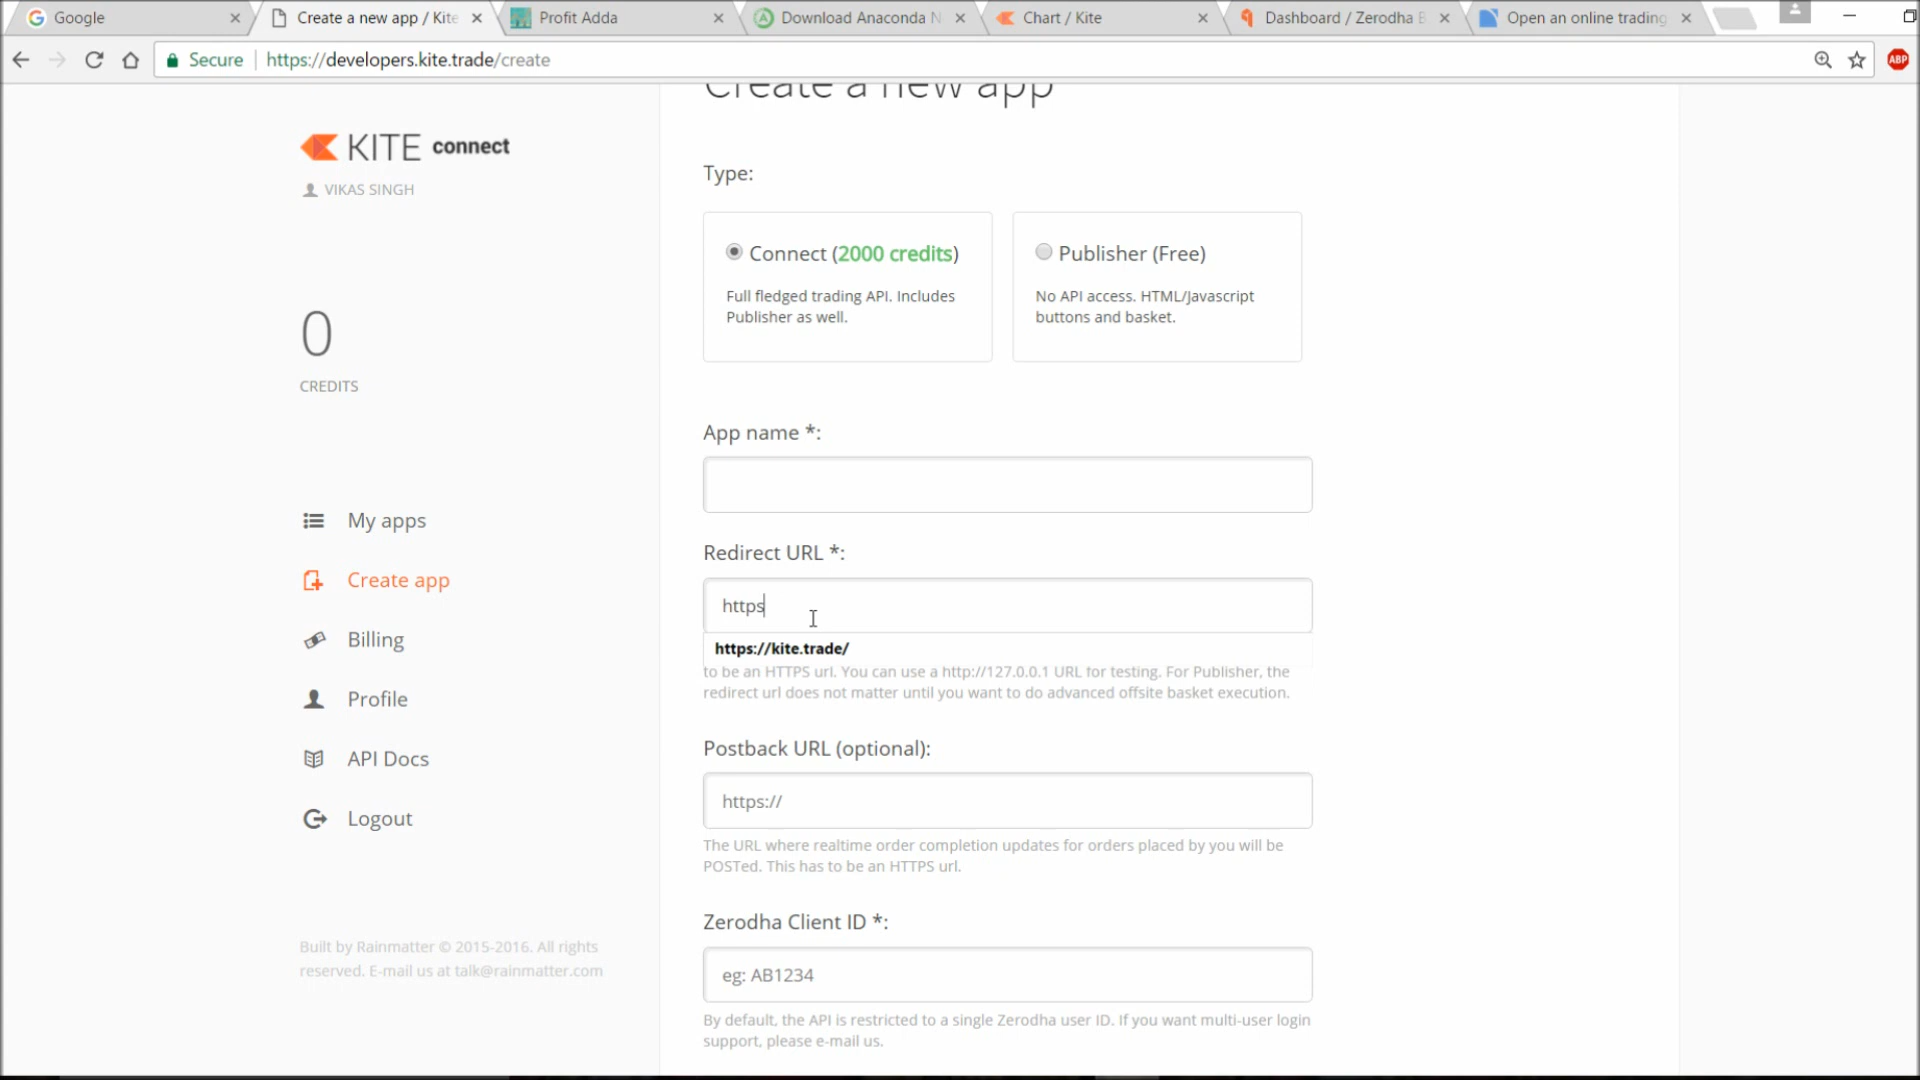 Google
Create a new app / Kite
Profit Adda
Download Anaconda N
Chart / Kite
Dashboard / Zerodha B
Open an online trading
Secure
https://developers.kite.trade/create
ABP
Create a new app
KITE connect
VIKAS SINGH
0
CREDITS
My apps
Create app
Billing
Profile
API Docs
Logout
Built by Rainmatter © 2015-2016. All rights
reserved. E-mail us at talk@rainmatter.com
Type:
Connect (2000 credits)
Full fledged trading API. Includes
Publisher as well.
Publisher (Free)
No API access. HTML/Javascript
buttons and basket.
App name *:
Redirect URL *:
https
https://kite.trade/
to be an HTTPS url. You can use a http://127.0.0.1 URL for testing. For Publisher, the
redirect url does not matter until you want to do advanced offsite basket execution.
Postback URL (optional):
https://
The URL where realtime order completion updates for orders placed by you will be
POSTed. This has to be an HTTPS url.
Zerodha Client ID *:
eg: AB1234
By default, the API is restricted to a single Zerodha user ID. If you want multi-user login
support, please e-mail us.